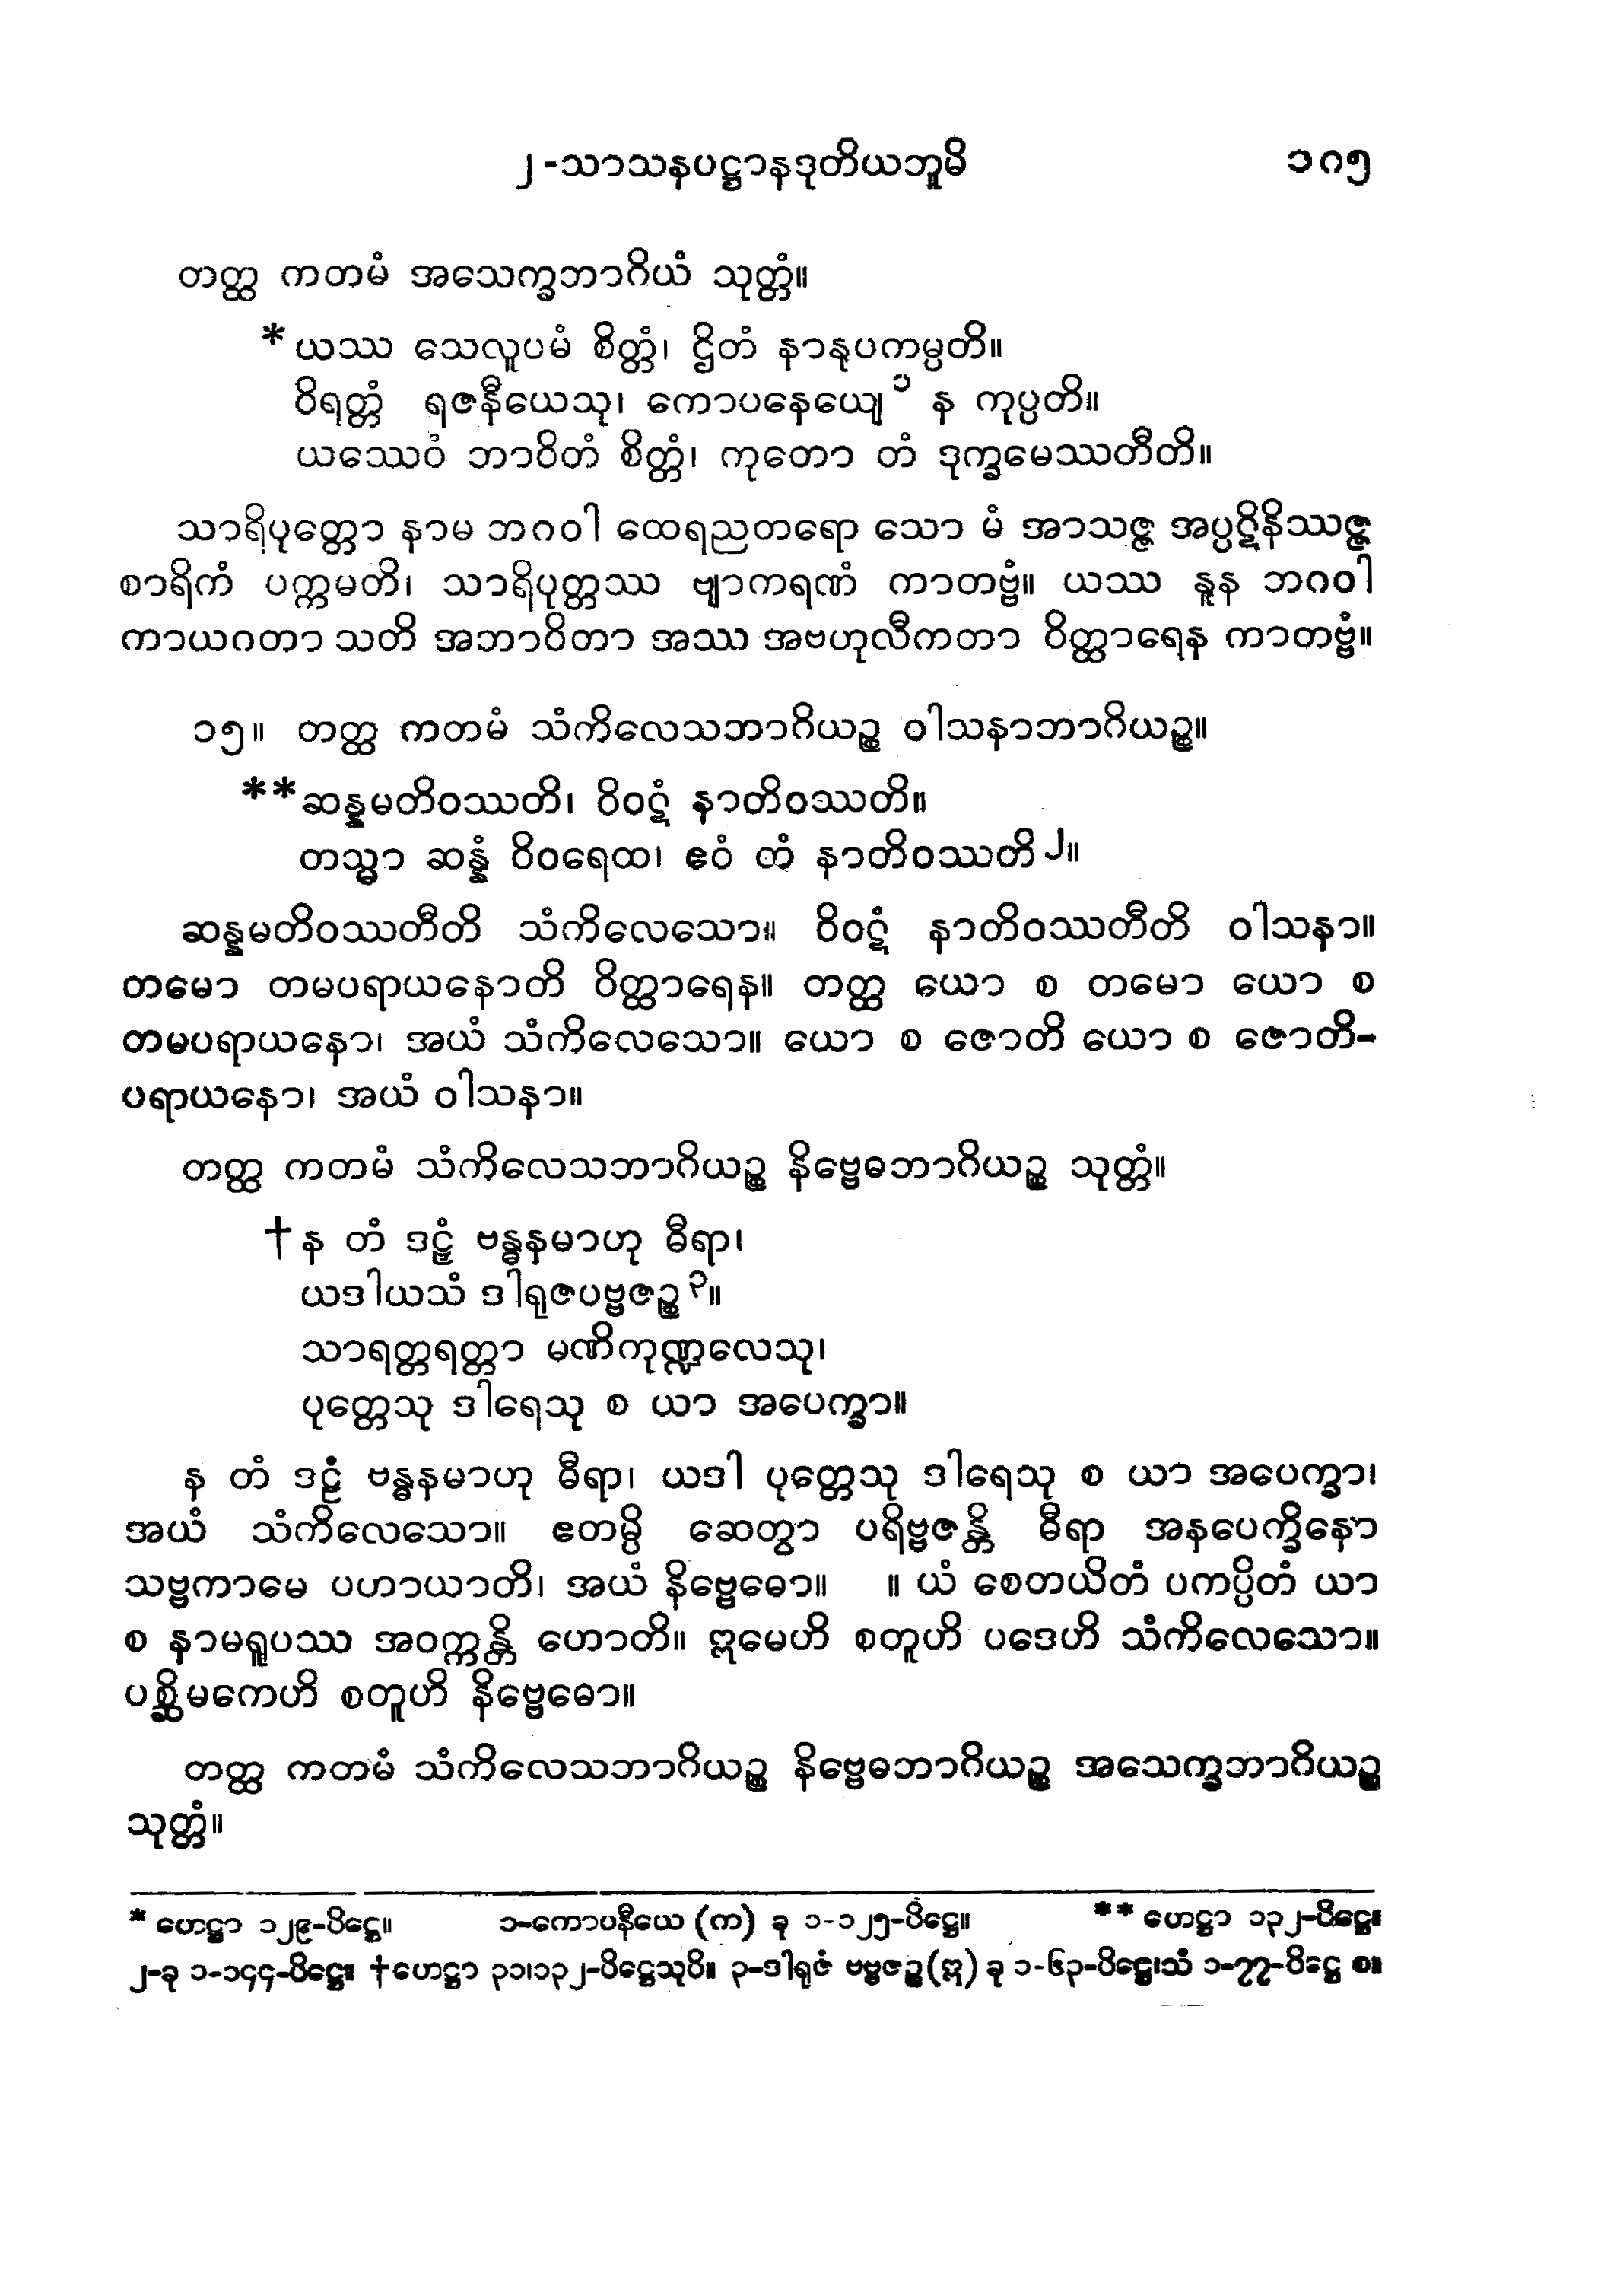 ၂-သာသနပဋ္ဌာနဒုတိယဘူမိ ၁၈၅
တတ္ထ ကတမံ အသေက္ခဘာဂိယံ သုတ္တံ။
*ယဿ သေလူပမံ စိတ္တံ၊ ဌိတံ နာနုပကမ္ပတိ။
ဝိရတ္တံ ရဇနီယေသု၊ ကောပနေယျေ၁ န ကုပ္ပတိ။
ယဿေဝံ ဘာဝိတံ စိတ္တံ၊ ကုတော တံ ဒုက္ခမေဿတီတိ။
သာရိပုတ္တော နာမ ဘဂဝါ ထေရညတရော သော မံ အာသဇ္ဇ အပ္ပဋိနိဿဇ္ဇ
စာရိကံ ပက္ကမတိ၊ သာရိပုတ္တဿ ဗျာကရဏံ ကာတဗ္ဗံ။ ယဿ နူန ဘဂဝါ
ကာယဂတာ သတိ အဘာဝိတာ အဿ အဗဟုလီကတာ ဝိတ္ထာရေန ကာတဗ္ဗံ။
၁၅။ တတ္ထ ကတမံ သံကိလေသဘာဂိယဉ္စ ဝါသနာဘာဂိယဉ္စ။
**ဆန္နမတိဝဿတိ၊ ဝိဝဋံ နာတိဝဿတိ။
တသ္မာ ဆန္နံ ဝိဝရေထ၊ ဧဝံ တံ နာတိဝဿတိ၂။
ဆန္နမတိဝဿတီတိ သံကိလေသော။ ဝိဝဋံ နာတိဝဿတီတိ ဝါသနာ။
တမော တမပရာယနောတိ ဝိတ္ထာရေန။ တတ္ထ ယော စ တမော ယော စ
တမပရာယနော၊ အယံ သံကိလေသော။ ယော စ ဇောတိ ယော စ ဇောတိ-
ပရာယနော၊ အယံ ဝါသနာ။
တတ္ထ ကတမံ သံကိလေသဘာဂိယဉ္စ နိဗ္ဗေဓဘာဂိယဉ္စ သုတ္တံ။
†န တံ ဒဠှံ ဗန္ဓနမာဟု ဓီရာ၊
ယဒါယသံ ဒါရုဇပဗ္ဗဇဉ္စ၃။
သာရတ္တရတ္တာ မဏိကုဏ္ဍလေသု၊
ပုတ္တေသု ဒါရေသု စ ယာ အပေက္ခာ။
န တံ ဒဠှံ ဗန္ဓနမာဟု ဓီရာ၊ ယဒါ ပုတ္တေသု ဒါရေသု စ ယာ အပေက္ခာ၊
အယံ သံကိလေသော။ ဧတမ္ပိ ဆေတွာ ပရိဗ္ဗဇန္တိ ဓီရာ အနပေက္ခိနော
သဗ္ဗကာမေ ပဟာယာတိ၊ အယံ နိဗ္ဗေဓော။ ။ ယံ စေတယိတံ ပကပ္ပိတံ ယာ
စ နာမရူပဿ အဝက္ကန္တိ ဟောတိ။ ဣမေဟိ စတူဟိ ပဒေဟိ သံကိလေသော။
ပစ္ဆိမကေဟိ စတူဟိ နိဗ္ဗေဓော။
တတ္ထ ကတမံ သံကိလေသဘာဂိယဉ္စ နိဗ္ဗေဓဘာဂိယဉ္စ အသေက္ခဘာဂိယဉ္စ
သုတ္တံ။
* ဟေဋ္ဌာ ၁၂၉-ပိဋ္ဌေ။ ၁-ကောပနီယေ (က) ခု ၁-၁၂၅-ပိဋ္ဌေ။ ** ဟေဋ္ဌာ ၁၃၂-ပိဋ္ဌေ။
၂-ခု ၁-၁၄၄-ပိဋ္ဌေ။ †ဟေဋ္ဌာ ၃၁၊၁၃၂-ပိဋ္ဌေသုပိ။ ၃-ဒါရုဇံ ဗဗ္ဗဇဉ္စ(ဣ) ခု ၁-၆၃-ပိဋ္ဌေ၊သံ ၁-၇၇-ပိဋ္ဌေ စ။